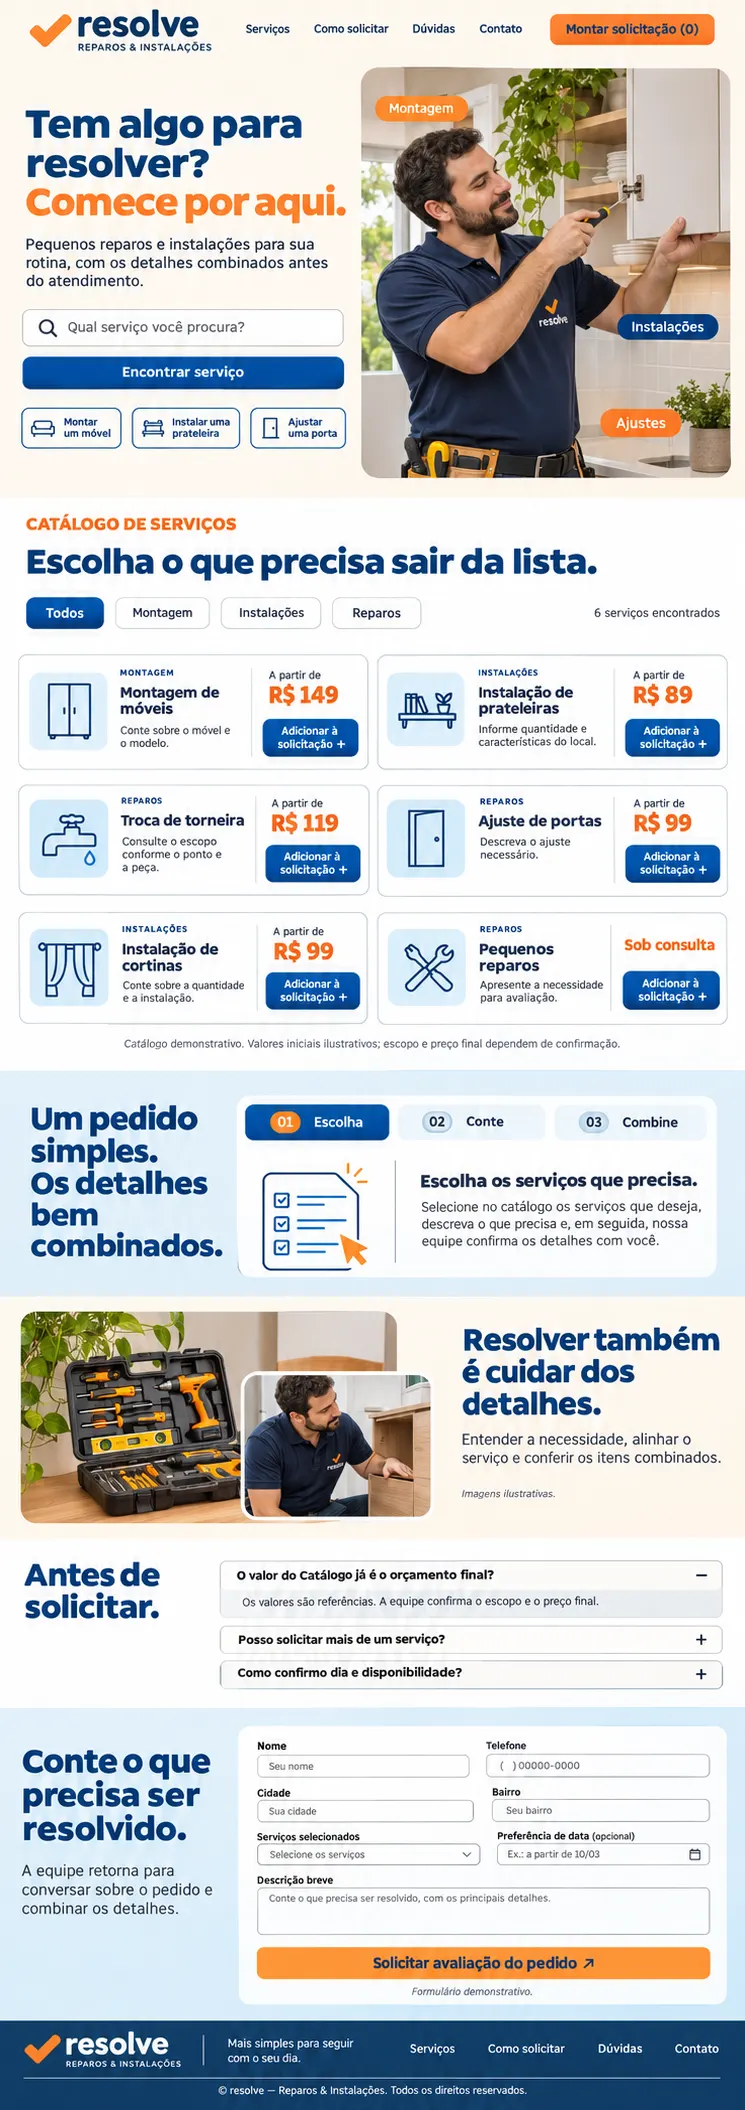 resolve
REPAROS & INSTALAÇÕES
Serviços
Como solicitar
Dúvidas
Contato
Montar solicitação (0)
Tem algo para
resolver?
Comece por aqui.
Pequenos reparos e instalações para sua
rotina, com os detalhes combinados antes
do atendimento.
Qual serviço você procura?
Encontrar serviço
Montar
um móvel
Instalar uma
prateleira
Ajustar
uma porta
Montagem
resolve
Instalações
Ajustes
CATÁLOGO DE SERVIÇOS
Escolha o que precisa sair da lista.
Todos
Montagem
Instalações
Reparos
6 serviços encontrados
MONTAGEM
Montagem de
móveis
Conte sobre o móvel e
o modelo.
A partir de
R$ 149
Adicionar à
solicitação +
INSTALAÇÕES
Instalação de
prateleiras
Informe quantidade e
características do local.
A partir de
R$ 89
Adicionar à
solicitação +
REPAROS
Troca de torneira
Consulte o escopo
conforme o ponto e
a peça.
A partir de
R$ 119
Adicionar à
solicitação +
REPAROS
Ajuste de portas
Descreva o ajuste
necessário.
A partir de
R$ 99
Adicionar à
solicitação +
INSTALAÇÕES
Instalação de
cortinas
Conte sobre a quantidade
e a instalação.
A partir de
R$ 99
Adicionar à
solicitação +
REPAROS
Pequenos
reparos
Apresente a necessidade
para avaliação.
Sob consulta
Adicionar à
solicitação +
Catálogo demonstrativo. Valores iniciais ilustrativos; escopo e preço final dependem de confirmação.
Um pedido
simples.
Os detalhes
bem
combinados.
01 Escolha
02 Conte
03 Combine
Escolha os serviços que precisa.
Selecione no catálogo os serviços que deseja,
descreva o que precisa e, em seguida, nossa
equipe confirma os detalhes com você.
resolve
Resolver também
é cuidar dos
detalhes.
Entender a necessidade, alinhar o
serviço e conferir os itens combinados.
Imagens ilustrativas.
Antes de
solicitar.
O valor do Catálogo já é o orçamento final?
Os valores são referências. A equipe confirma o escopo e o preço final.
Posso solicitar mais de um serviço?
Como confirmo dia e disponibilidade?
Conte o que
precisa ser
resolvido.
A equipe retorna para
conversar sobre o pedido e
combinar os detalhes.
Nome
Seu nome
Telefone
( ) 00000-0000
Cidade
Sua cidade
Bairro
Seu bairro
Serviços selecionados
Selecione os serviços
Preferência de data (opcional)
Ex.: a partir de 10/03
Descrição breve
Conte o que precisa ser resolvido, com os principais detalhes.
Solicitar avaliação do pedido ↗
Formulário demonstrativo.
resolve
REPAROS & INSTALAÇÕES
Mais simples para seguir
com o seu dia.
Serviços
Como solicitar
Dúvidas
Contato
© resolve — Reparos & Instalações. Todos os direitos reservados.